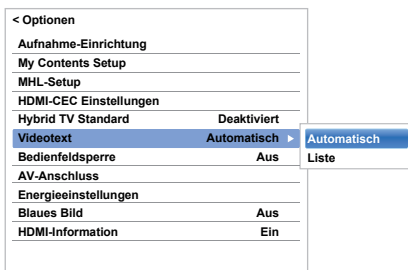 < Optionen
Aufnahme-Einrichtung
My Contents Setup
MHL-Setup
HDMI-CEC Einstellungen
Hybrid TV Standard Deaktiviert
Videotext Automatisch ▶ Automatisch
Bedienfeldsperre Aus Liste
AV-Anschluss
Energieeinstellungen
Blaues Bild Aus
HDMI-Information Ein